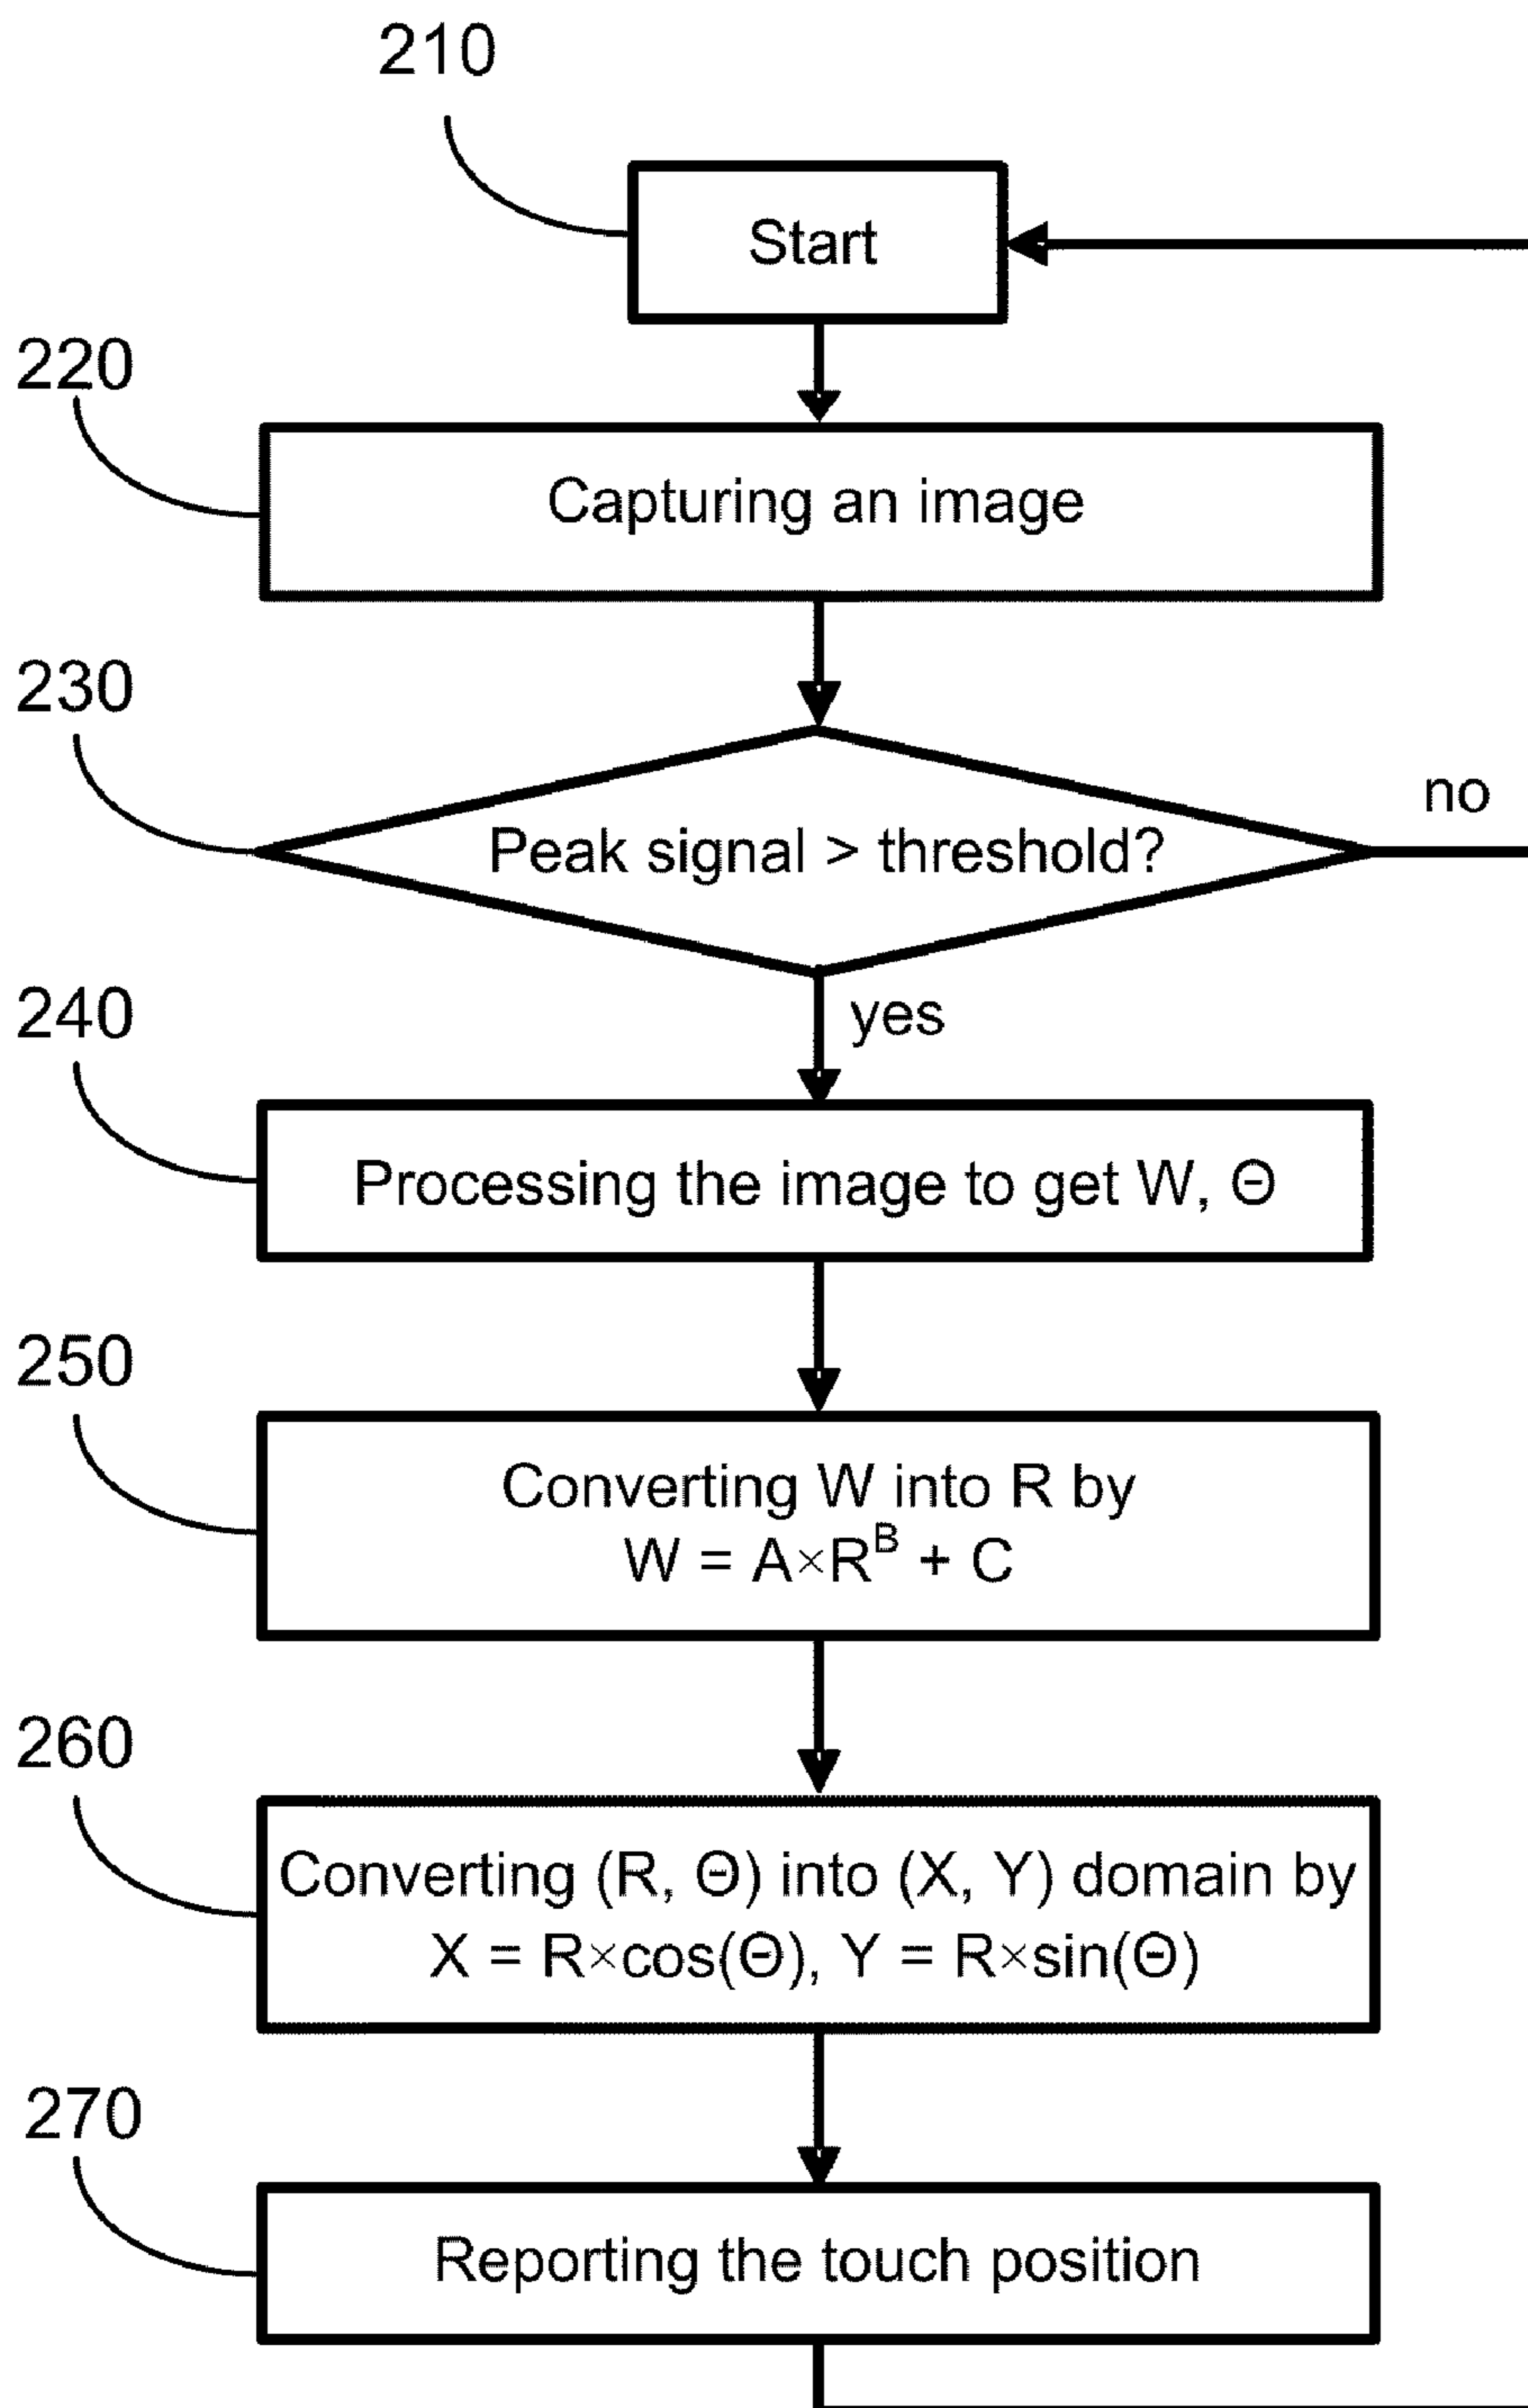 210
Start
220
Capturing an image
230
Peak signal > threshold?
no
yes
240
Processing the image to get W, Θ
250
Converting W into R by
W = A×R^B + C
260
Converting (R, Θ) into (X, Y) domain by
X = R×cos(Θ), Y = R×sin(Θ)
270
Reporting the touch position